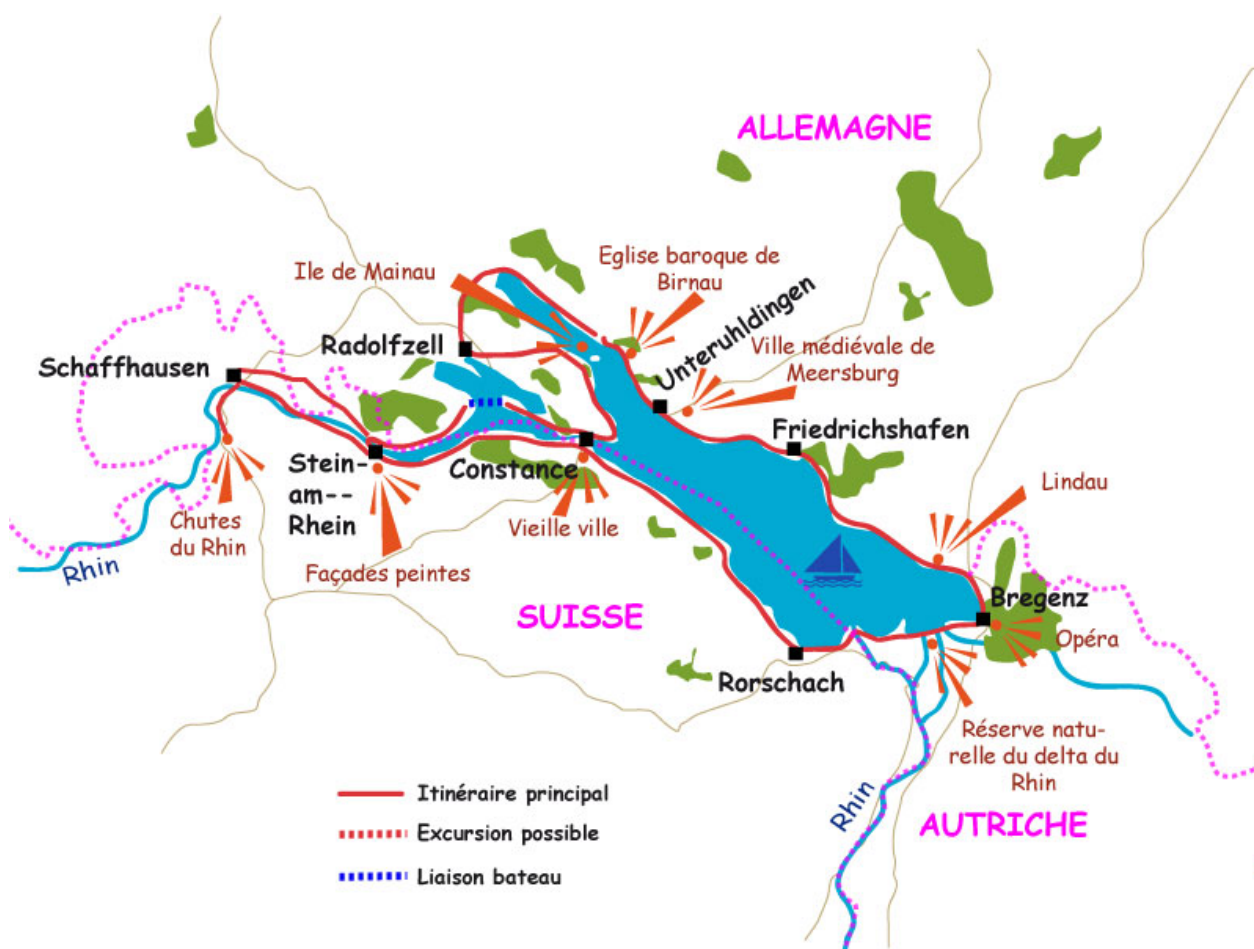 ALLEMAGNE
Eglise baroque de
Birnau
Ile de Mainau
Unteruhldingen
Radolfzell
Ville médiévale de
Meersburg
Schaffhausen
Friedrichshafen
Constance
Stein-
am--
Rhein
Lindau
Vieille ville
Chutes
du Rhin
Rhin
Façades peintes
SUISSE
Bregenz
Opéra
Rorschach
Réserve natu-
relle du delta du
Rhin
Rhin
AUTRICHE
Itinéraire principal
Excursion possible
Liaison bateau